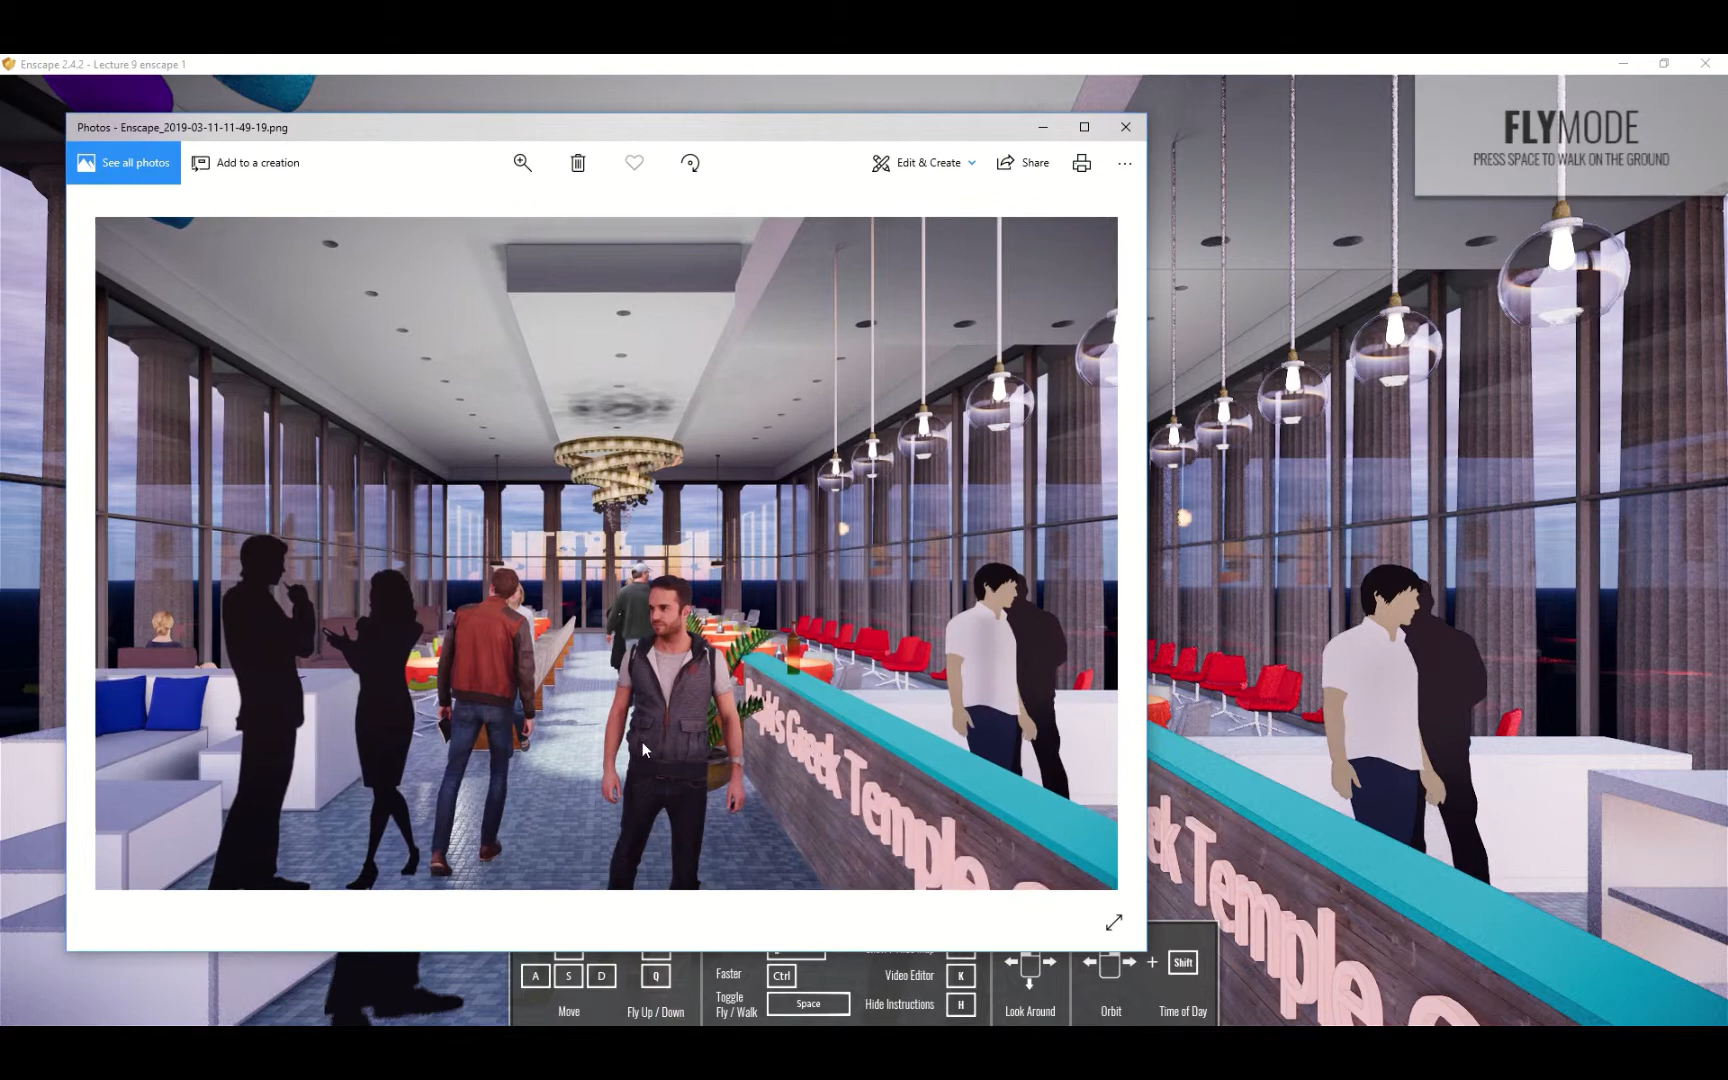 Enscape 2.4.2 - Lecture 9 enscape 1
FLYMODE
PRESS SPACE TO WALK ON THE GROUND
Photos - Enscape_2019-03-11-11-49-19.png
See all photos
Add to a creation
Edit & Create
Share
Greek Temple
ek Temple
A S D
Move
Q
Fly Up / Down
Faster
Ctrl
Toggle
Fly / Walk
Space
Video Editor
K
Hide Instructions
H
Look Around
Orbit
+ Shift
Time of Day